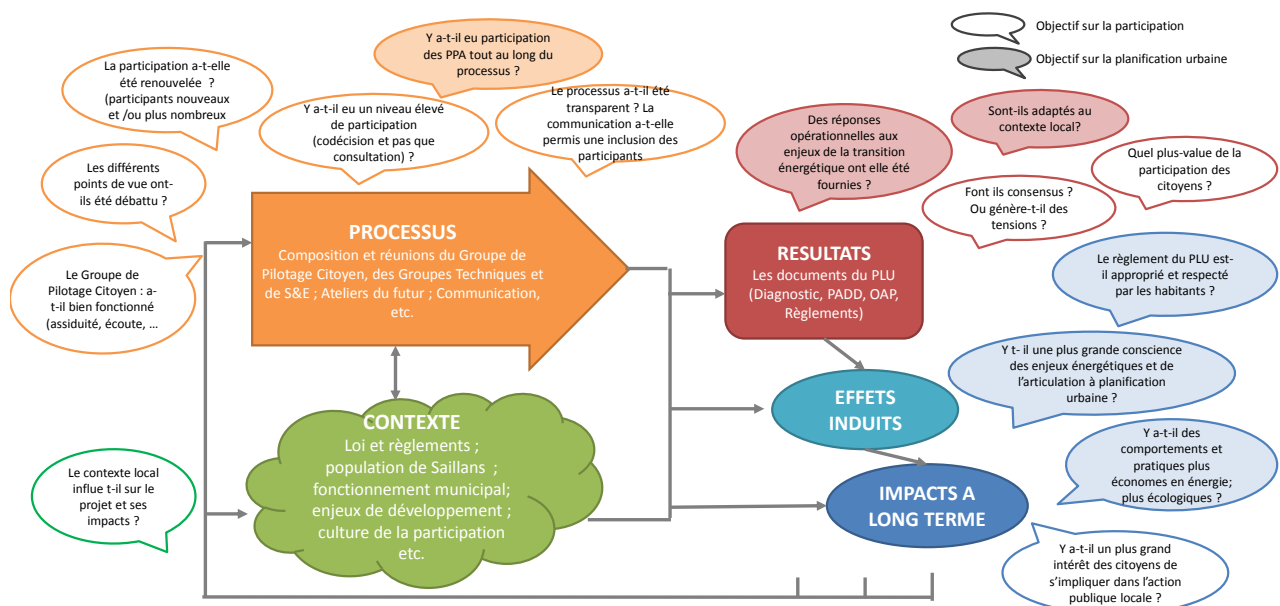 Objectif sur la participation
Objectif sur la planification urbaine
Y a-t-il eu participation
des PPA tout au long du
processus ?
La participation a-t-elle
été renouvelée ?
(participants nouveaux
et /ou plus nombreux
Y a-t-il eu un niveau élevé
de participation
(codécision et pas que
consultation) ?
Le processus a-t-il été
transparent ? La
communication a-t-elle
permis une inclusion des
participants
Des réponses
opérationnelles aux
enjeux de la transition
énergétique ont elle été
fournies ?
Sont-ils adaptés au
contexte local?
Quel plus-value de la
participation des
citoyens ?
Font ils consensus ?
Ou génère-t-il des
tensions ?
Les différents
points de vue ont-
ils été débattu ?
Le Groupe de
Pilotage Citoyen : a-
t-il bien fonctionné
(assiduité, écoute, …
PROCESSUS
Composition et réunions du Groupe de
Pilotage Citoyen, des Groupes Techniques et
de S&E ; Ateliers du futur ; Communication,
etc.
RESULTATS
Les documents du PLU
(Diagnostic, PADD, OAP,
Règlements)
Le règlement du PLU est-
il approprié et respecté
par les habitants ?
Y t- il une plus grande conscience
des enjeux énergétiques et de
l'articulation à planification
urbaine ?
EFFETS
INDUITS
CONTEXTE
Loi et règlements ;
population de Saillans ;
fonctionnement municipal;
enjeux de développement ;
culture de la participation
etc.
Le contexte local
influe t-il sur le
projet et ses
impacts ?
Y a-t-il des
comportements et
pratiques plus
économes en énergie;
plus écologiques ?
IMPACTS A
LONG TERME
Y a-t-il un plus grand
intérêt des citoyens de
s'impliquer dans l'action
publique locale ?